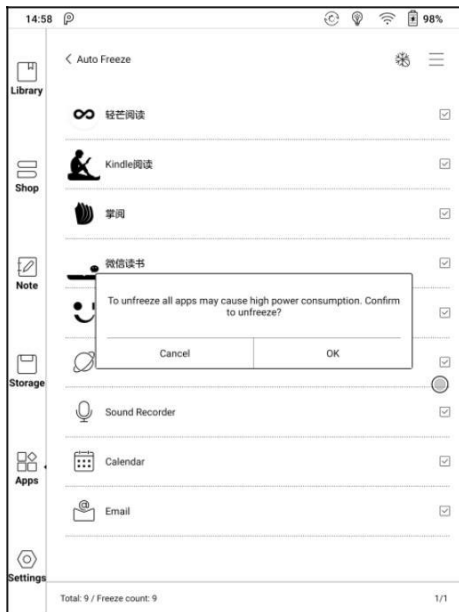 14:58
98%
Auto Freeze
Library
轻芒阅读
Kindle阅读
Shop
掌阅
微信读书
Note
To unfreeze all apps may cause high power consumption. Confirm
to unfreeze?
Cancel
OK
Storage
Sound Recorder
Calendar
Apps
Email
Settings
Total: 9 / Freeze count: 9
1/1